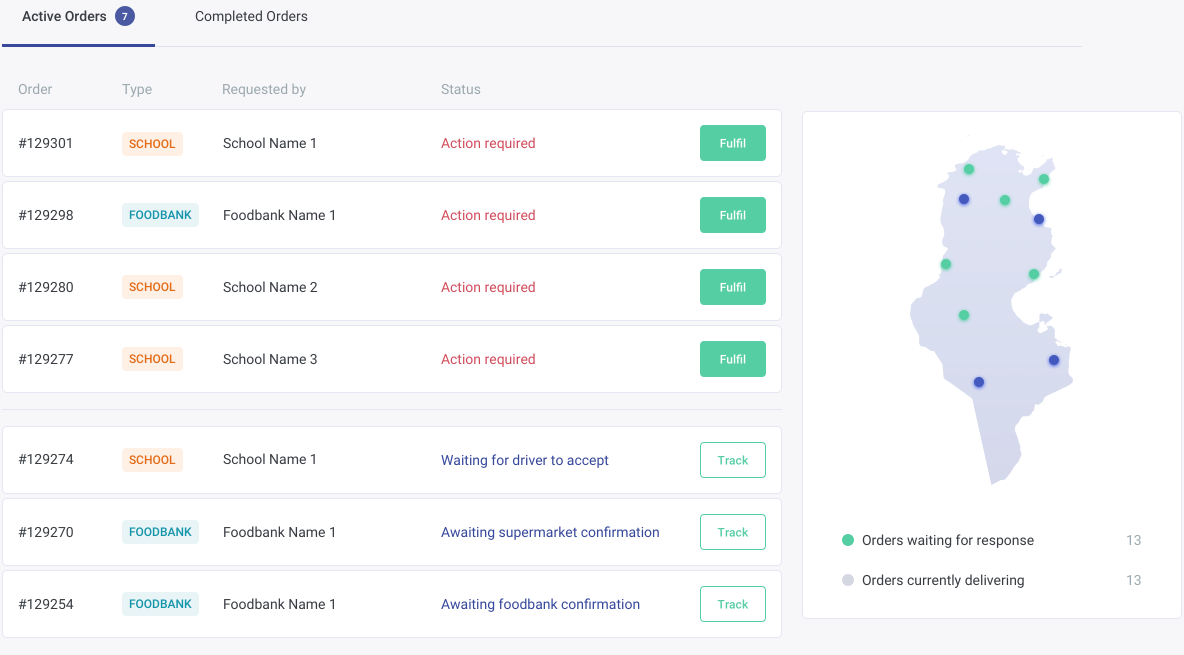 Active Orders 7 Completed Orders
Order Type Requested by Status
#129301 SCHOOL School Name 1 Action required Fulfil
#129298 FOODBANK Foodbank Name 1 Action required Fulfil
#129280 SCHOOL School Name 2 Action required Fulfil
#129277 SCHOOL School Name 3 Action required Fulfil
#129274 SCHOOL School Name 1 Waiting for driver to accept Track
#129270 FOODBANK Foodbank Name 1 Awaiting supermarket confirmation Track
#129254 FOODBANK Foodbank Name 1 Awaiting foodbank confirmation Track
Orders waiting for response 13
Orders currently delivering 13